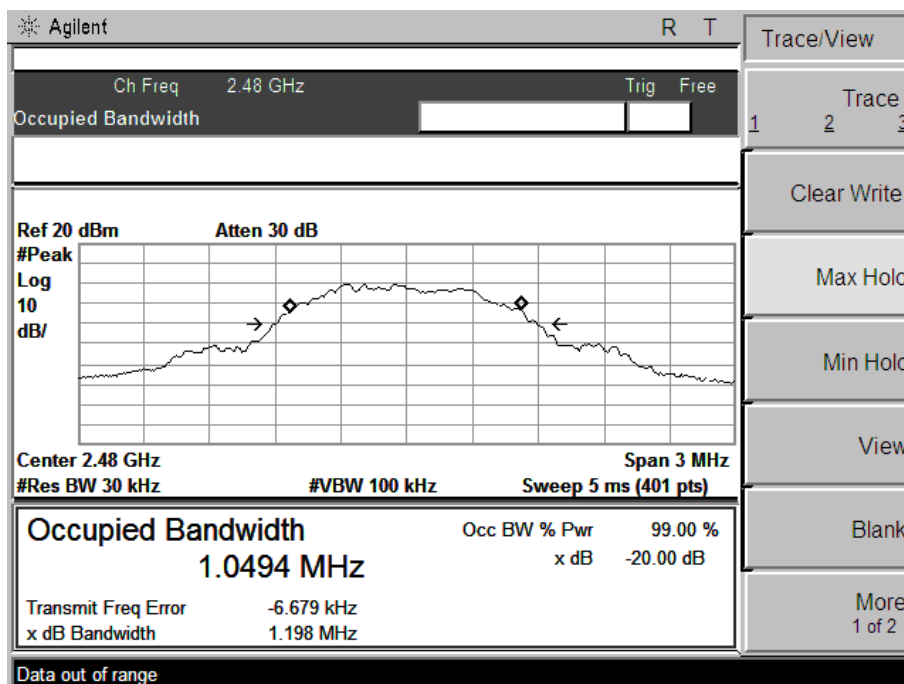 Agilent R T
Ch Freq 2.48 GHz Trig Free
Occupied Bandwidth
Ref 20 dBm Atten 30 dB
#Peak
Log
10
dB/
Center 2.48 GHz Span 3 MHz
#Res BW 30 kHz #VBW 100 kHz Sweep 5 ms (401 pts)
Occupied Bandwidth Occ BW % Pwr 99.00 %
1.0494 MHz x dB -20.00 dB
Transmit Freq Error -6.679 kHz
x dB Bandwidth 1.198 MHz
Data out of range
Trace/View
Trace
1 2 3
Clear Write
Max Hold
Min Hold
View
Blank
More
1 of 2